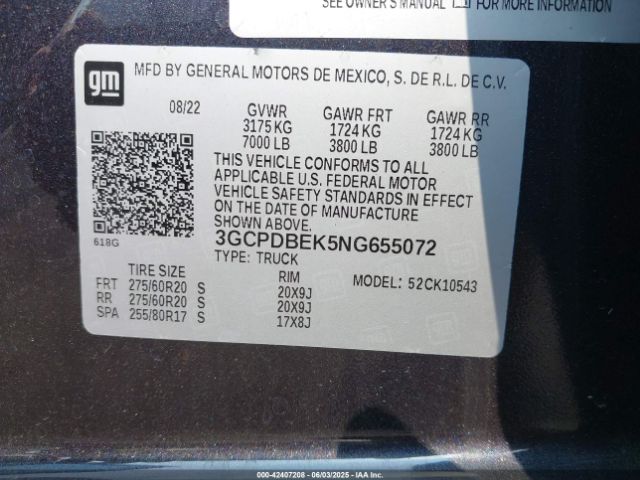 SEE OWNER'S MANUAL FOR MORE INFORMATION
gm
MFD BY GENERAL MOTORS DE MEXICO, S. DE R.L. DE C.V.
08/22 GVWR GAWR FRT GAWR RR
3175 KG 1724 KG 1724 KG
7000 LB 3800 LB 3800 LB
THIS VEHICLE CONFORMS TO ALL
APPLICABLE U.S. FEDERAL MOTOR
VEHICLE SAFETY STANDARDS IN EFFECT
ON THE DATE OF MANUFACTURE
SHOWN ABOVE.
618G
3GCPDBEK5NG655072
TYPE: TRUCK
TIRE SIZE RIM MODEL: 52CK10543
FRT 275/60R20 S 20X9J
RR 275/60R20 S 20X9J
SPA 255/80R17 S 17X8J
000-42407208 - 06/03/2025 - IAAI.COM